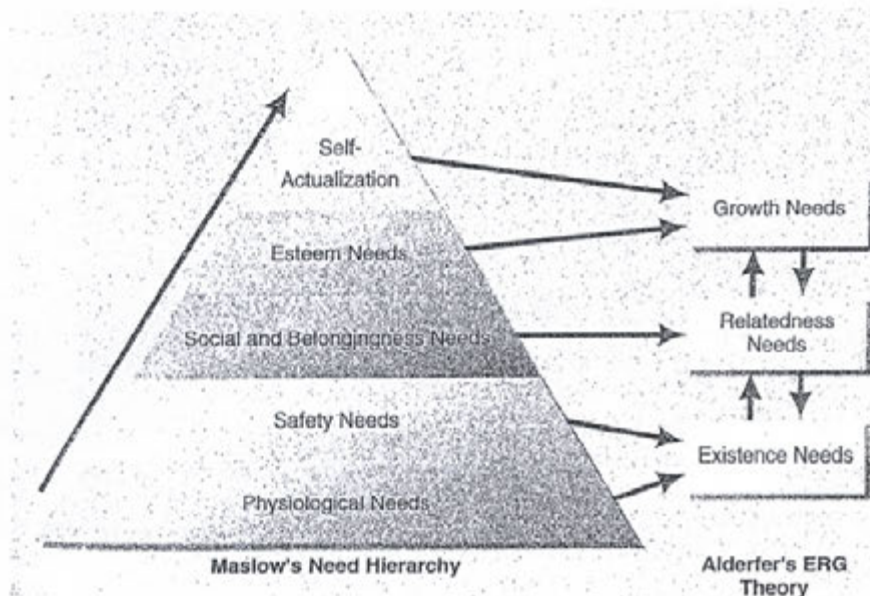 Self-
Actualization
Esteem Needs
Social and Belongingness Needs
Safety Needs
Physiological Needs
Maslow's Need Hierarchy
Growth Needs
Relatedness
Needs
Existence Needs
Alderfer's ERG
Theory